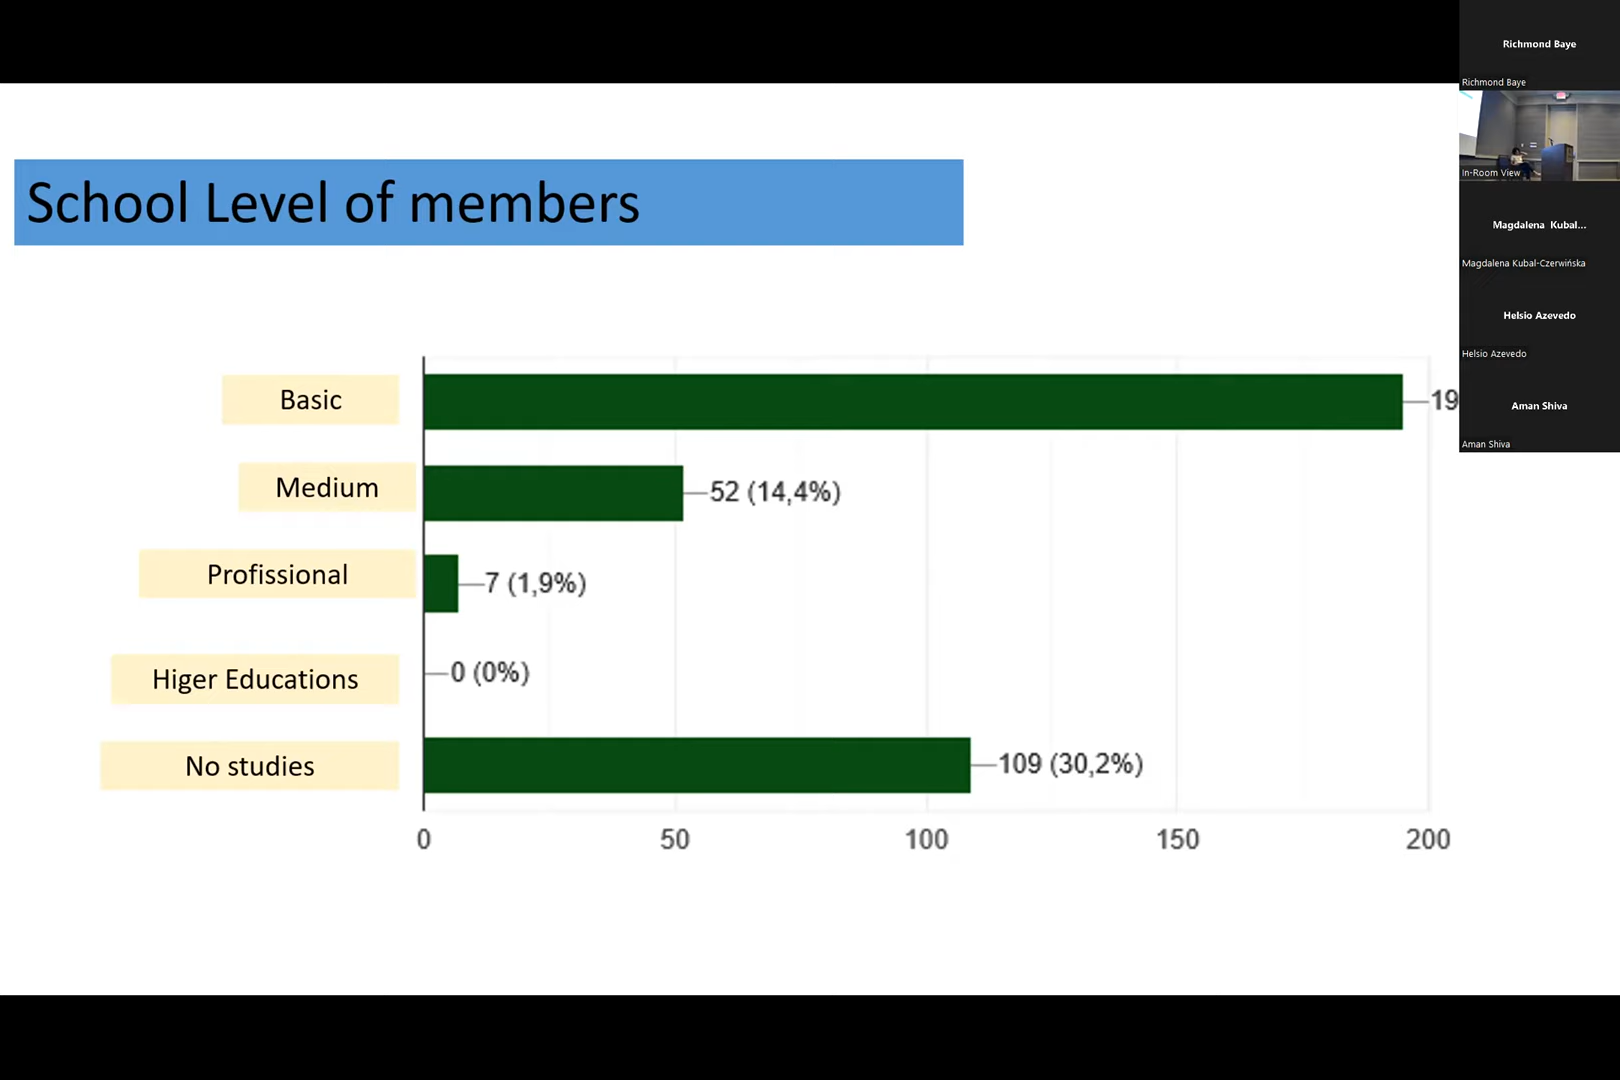 School Level of members
Basic
19
Medium
52 (14,4%)
Profissional
7 (1,9%)
Higer Educations
0 (0%)
No studies
109 (30,2%)
0 50 100 150 200
Richmond Baye
Richmond Baye
In-Room View
Magdalena Kubal...
Magdalena Kubal-Czerwińska
Helsio Azevedo
Helsio Azevedo
Aman Shiva
Aman Shiva